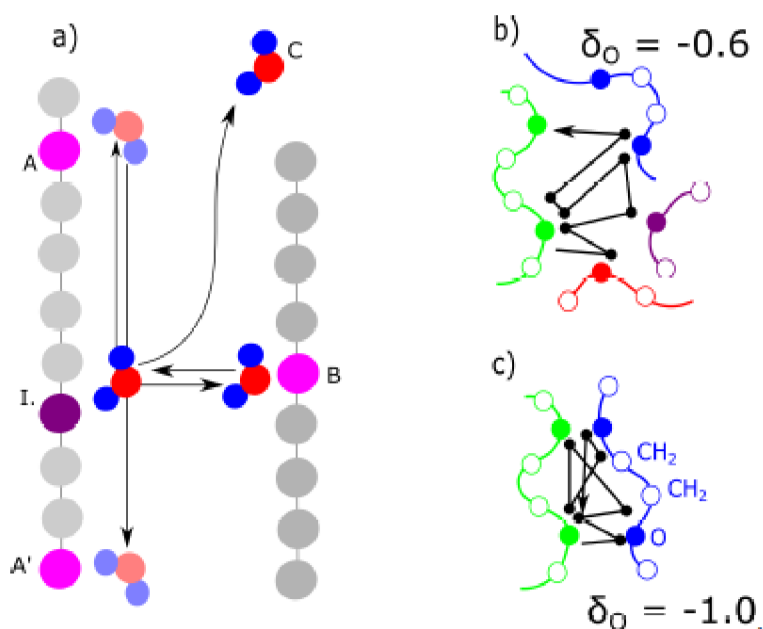 a)
C
A
I.
B
A'
b)
δO = -0.6
c)
CH2
CH2
O
δO = -1.0.